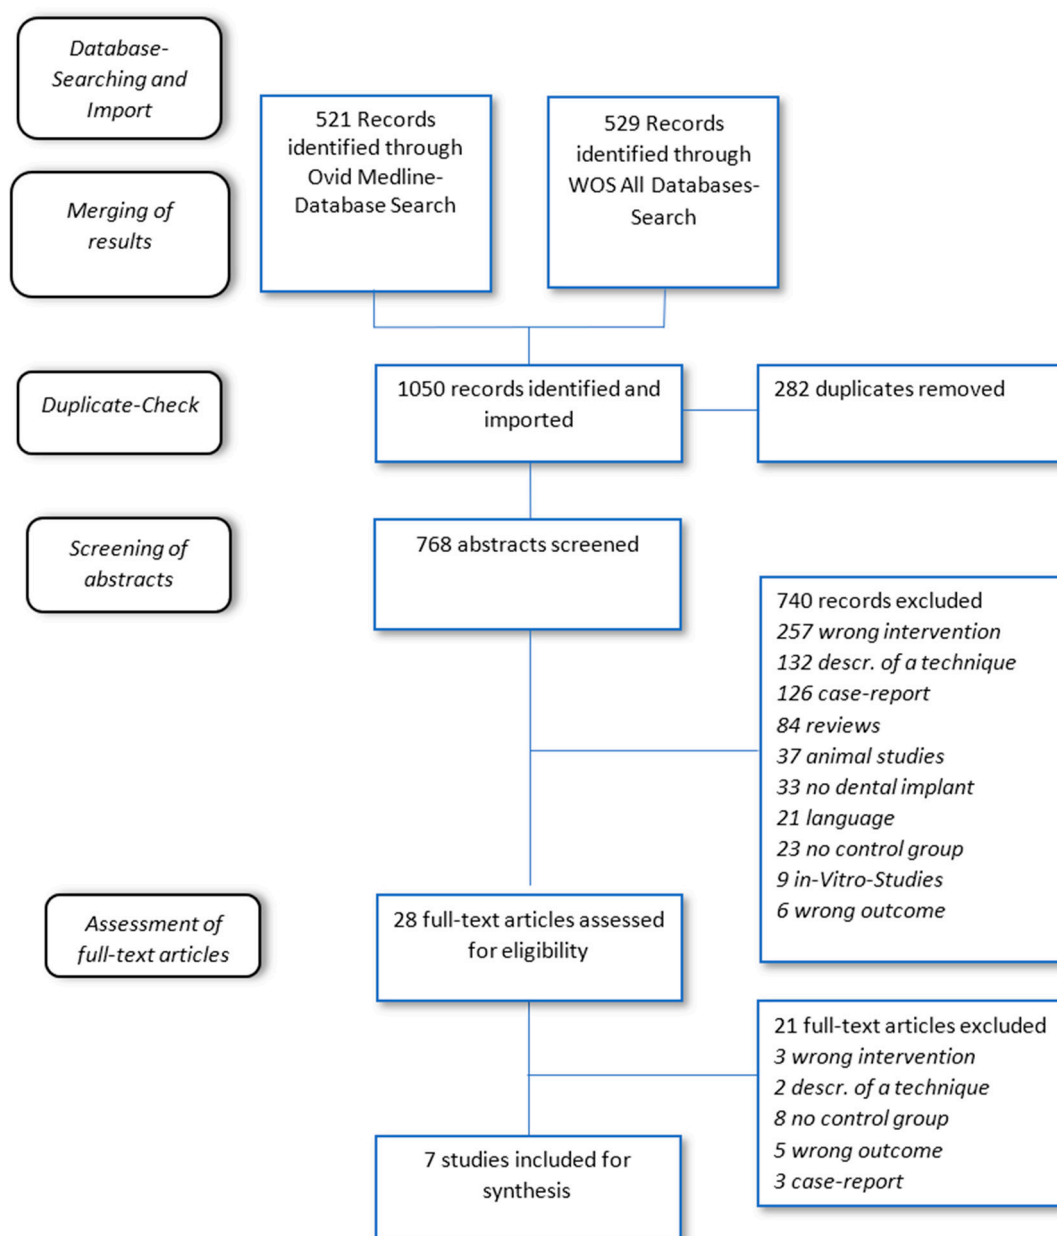 Database-
Searching and
Import
521 Records
identified through
Ovid Medline-
Database Search
529 Records
identified through
WOS All Databases-
Search
Merging of
results
Duplicate-Check
1050 records identified and
imported
282 duplicates removed
Screening of
abstracts
768 abstracts screened
740 records excluded
257 wrong intervention
132 descr. of a technique
126 case-report
84 reviews
37 animal studies
33 no dental implant
21 language
23 no control group
9 in-Vitro-Studies
6 wrong outcome
Assessment of
full-text articles
28 full-text articles assessed
for eligibility
21 full-text articles excluded
3 wrong intervention
2 descr. of a technique
8 no control group
5 wrong outcome
3 case-report
7 studies included for
synthesis